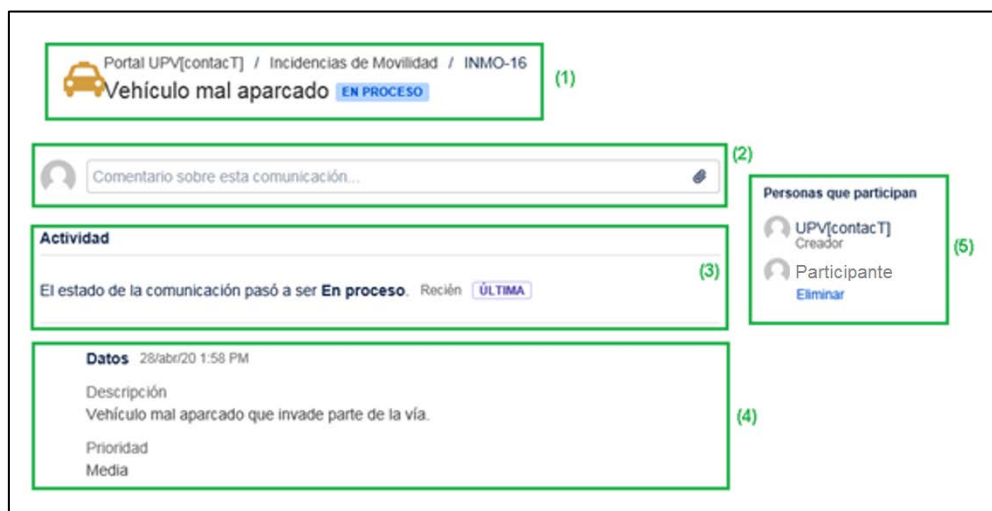 Portal UPV[contacT] / Incidencias de Movilidad / INMO-16
Vehículo mal aparcado EN PROCESO
(1)
Comentario sobre esta comunicación...
(2)
Actividad
El estado de la comunicación pasó a ser En proceso. Recién ÚLTIMA
(3)
Datos 28/abr/20 1:58 PM
Descripción
Vehículo mal aparcado que invade parte de la vía.
Prioridad
Media
(4)
Personas que participan
UPV[contacT]
Creador
Participante
Eliminar
(5)